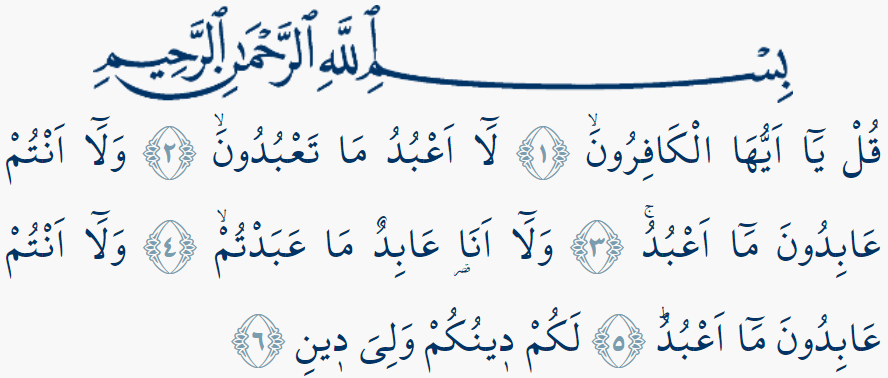 بِسْمِ اللّٰهِ الرَّحْمٰنِ الرَّحِيمِ
قُلْ يَٓا اَيُّهَا الْكَافِرُونَۙ ﴿١﴾ لَٓا اَعْبُدُ مَا تَعْبُدُونَۙ ﴿٢﴾ وَلَٓا اَنْتُمْ
عَابِدُونَ مَٓا اَعْبُدُۚ ﴿٣﴾ وَلَٓا اَنَا۬ عَابِدٌ مَا عَبَدْتُمْۙ ﴿٤﴾ وَلَٓا اَنْتُمْ
عَابِدُونَ مَٓا اَعْبُدُۜ ﴿٥﴾ لَكُمْ د۪ينُكُمْ وَلِيَ د۪ينِ ﴿٦﴾